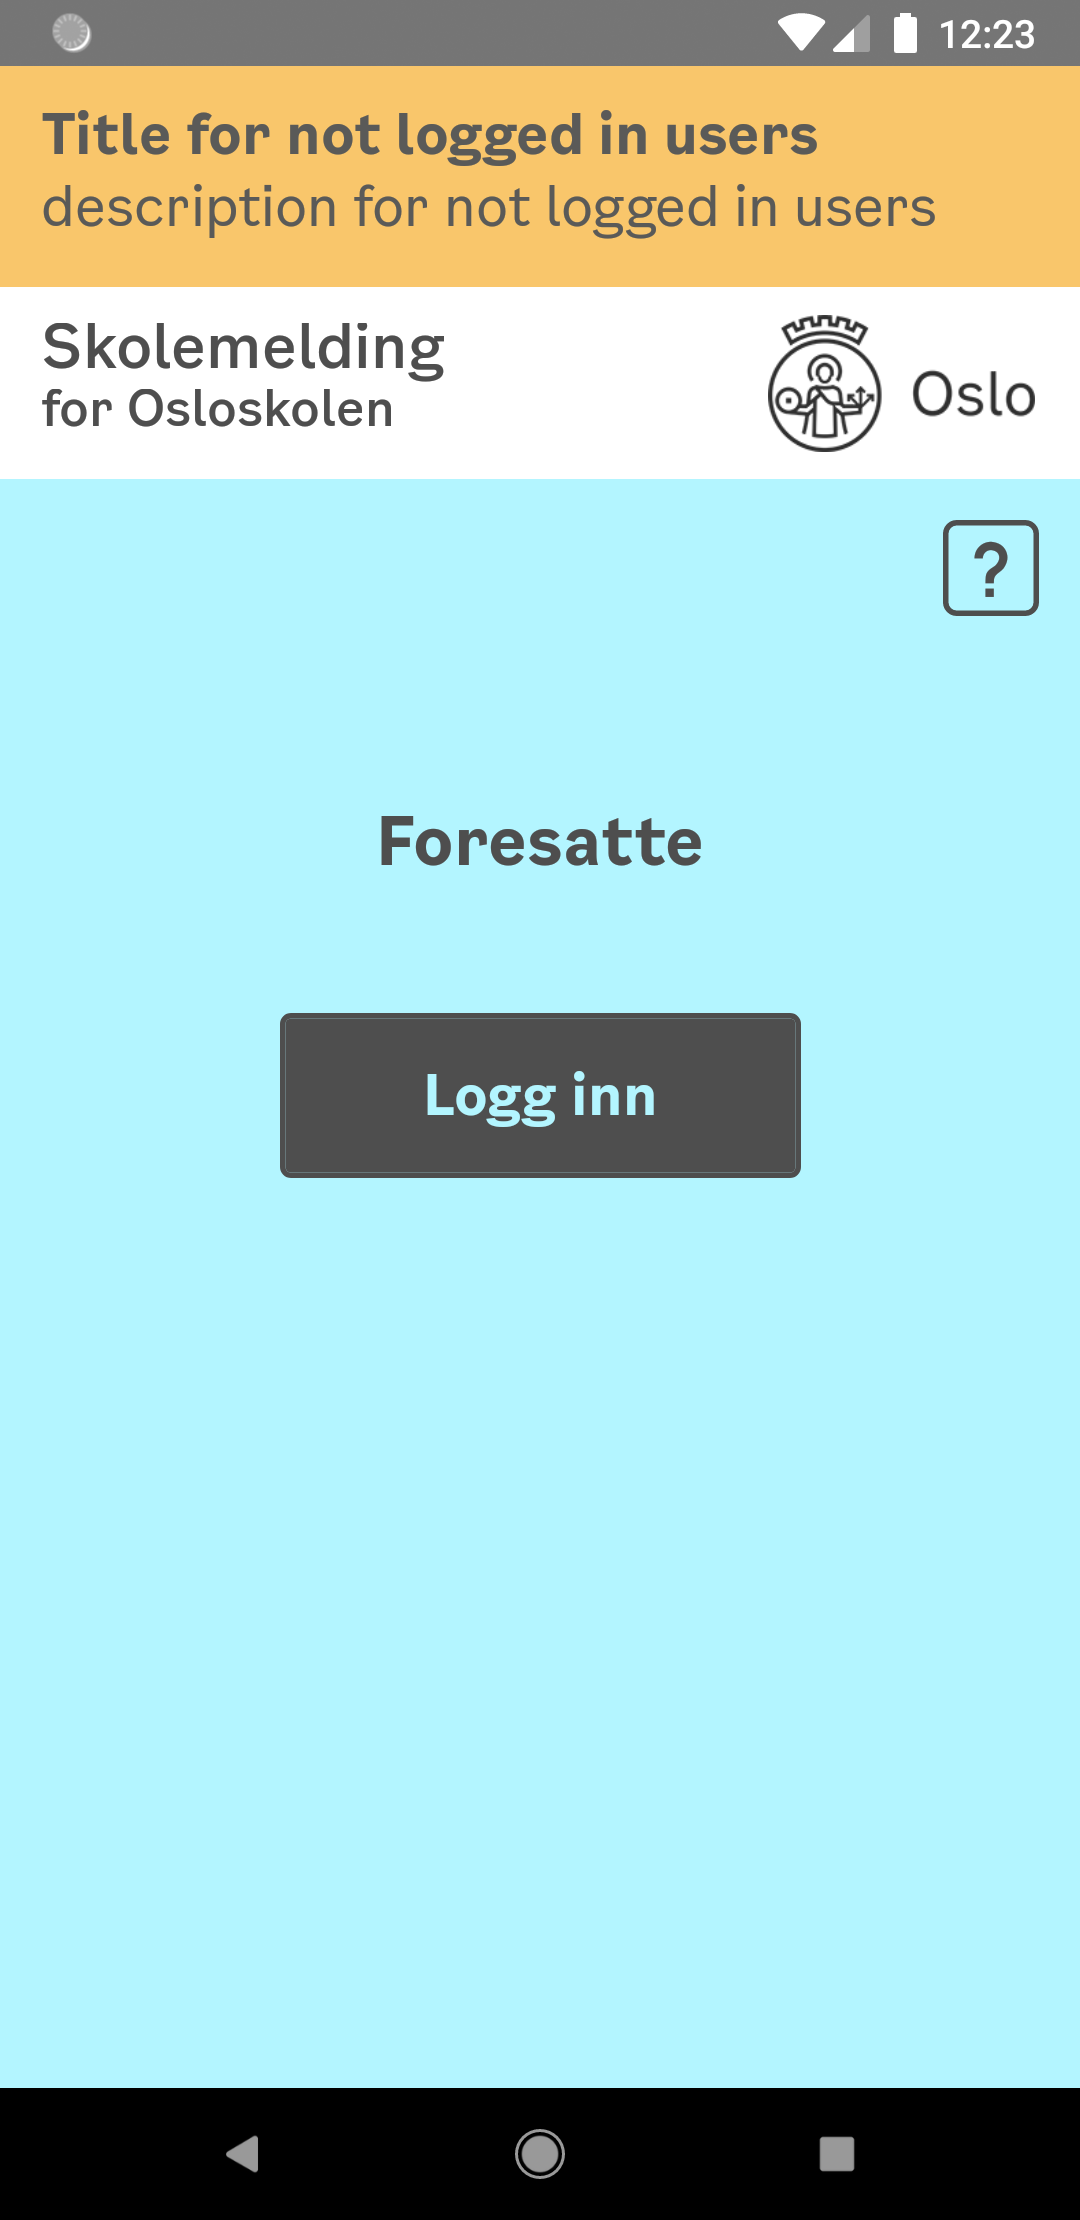 12:23
Title for not logged in users
description for not logged in users
Skolemelding
for Osloskolen
Oslo
?
Foresatte
Logg inn